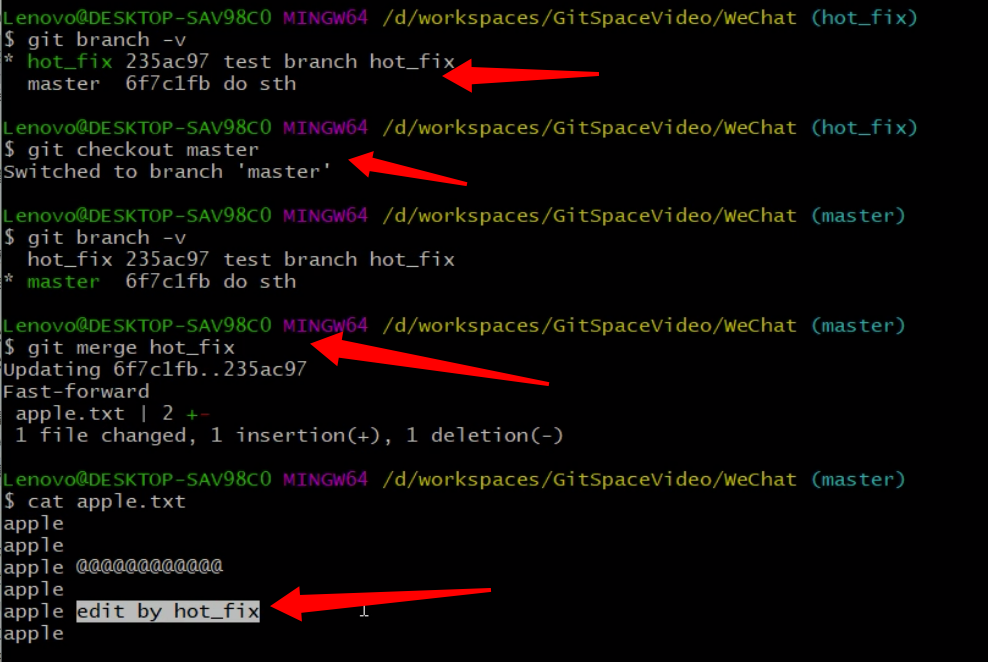 Lenovo@DESKTOP-SAV98C0 MINGW64 /d/workspaces/GitSpaceVideo/WeChat (hot_fix)
$ git branch -v
* hot_fix 235ac97 test branch hot_fix
  master  6f7c1fb do sth
Lenovo@DESKTOP-SAV98C0 MINGW64 /d/workspaces/GitSpaceVideo/WeChat (hot_fix)
$ git checkout master
Switched to branch 'master'
Lenovo@DESKTOP-SAV98C0 MINGW64 /d/workspaces/GitSpaceVideo/WeChat (master)
$ git branch -v
  hot_fix 235ac97 test branch hot_fix
* master  6f7c1fb do sth
Lenovo@DESKTOP-SAV98C0 MINGW64 /d/workspaces/GitSpaceVideo/WeChat (master)
$ git merge hot_fix
Updating 6f7c1fb..235ac97
Fast-forward
 apple.txt | 2 +-
 1 file changed, 1 insertion(+), 1 deletion(-)
Lenovo@DESKTOP-SAV98C0 MINGW64 /d/workspaces/GitSpaceVideo/WeChat (master)
$ cat apple.txt
apple
apple
apple @@@@@@@@@@@@
apple
apple edit by hot_fix
apple